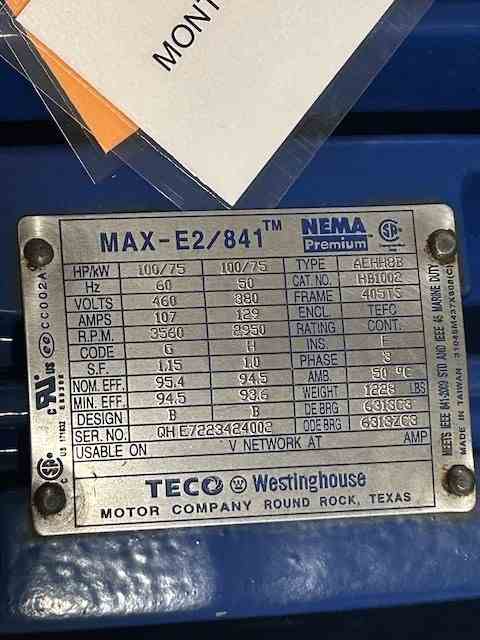 MONT
MAX-E2/841™ NEMA Premium
HP/kW 100/75 100/75 TYPE AEHH8B
Hz 60 50 CAT. NO. HB1002
VOLTS 460 380 FRAME 405TS
AMPS 107 129 ENCL. TEFC
R.P.M. 3560 2950 RATING CONT.
CODE G H INS. F
S.F. 1.15 1.0 PHASE 3
NOM. EFF. 95.4 94.5 AMB. 50 °C
MIN. EFF. 94.5 93.6 WEIGHT 1228 LBS
DESIGN B B DE BRG 6313C3
SER. NO. QH E7223424002 ODE BRG 6313ZC3
USABLE ON V NETWORK AT AMP
TECO Westinghouse
MOTOR COMPANY ROUND ROCK, TEXAS
CC002A
MEETS IEEE 841-2009 STD AND IEEE 45 MARINE DUTY
MADE IN TAIWAN